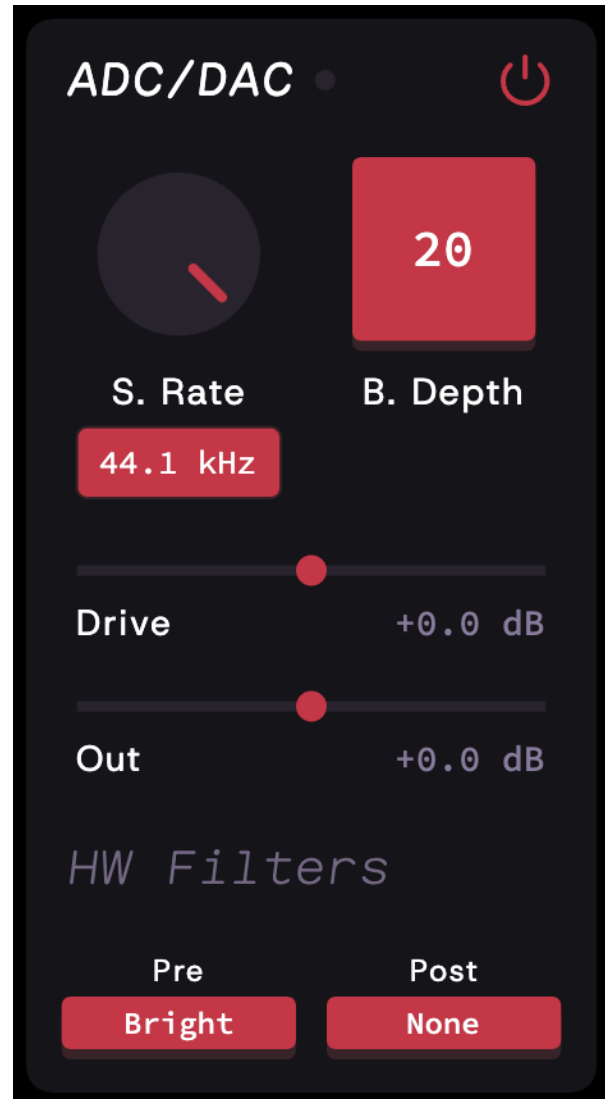 ADC/DAC
20
S. Rate
B. Depth
44.1 kHz
Drive
+0.0 dB
Out
+0.0 dB
HW Filters
Pre
Post
Bright
None